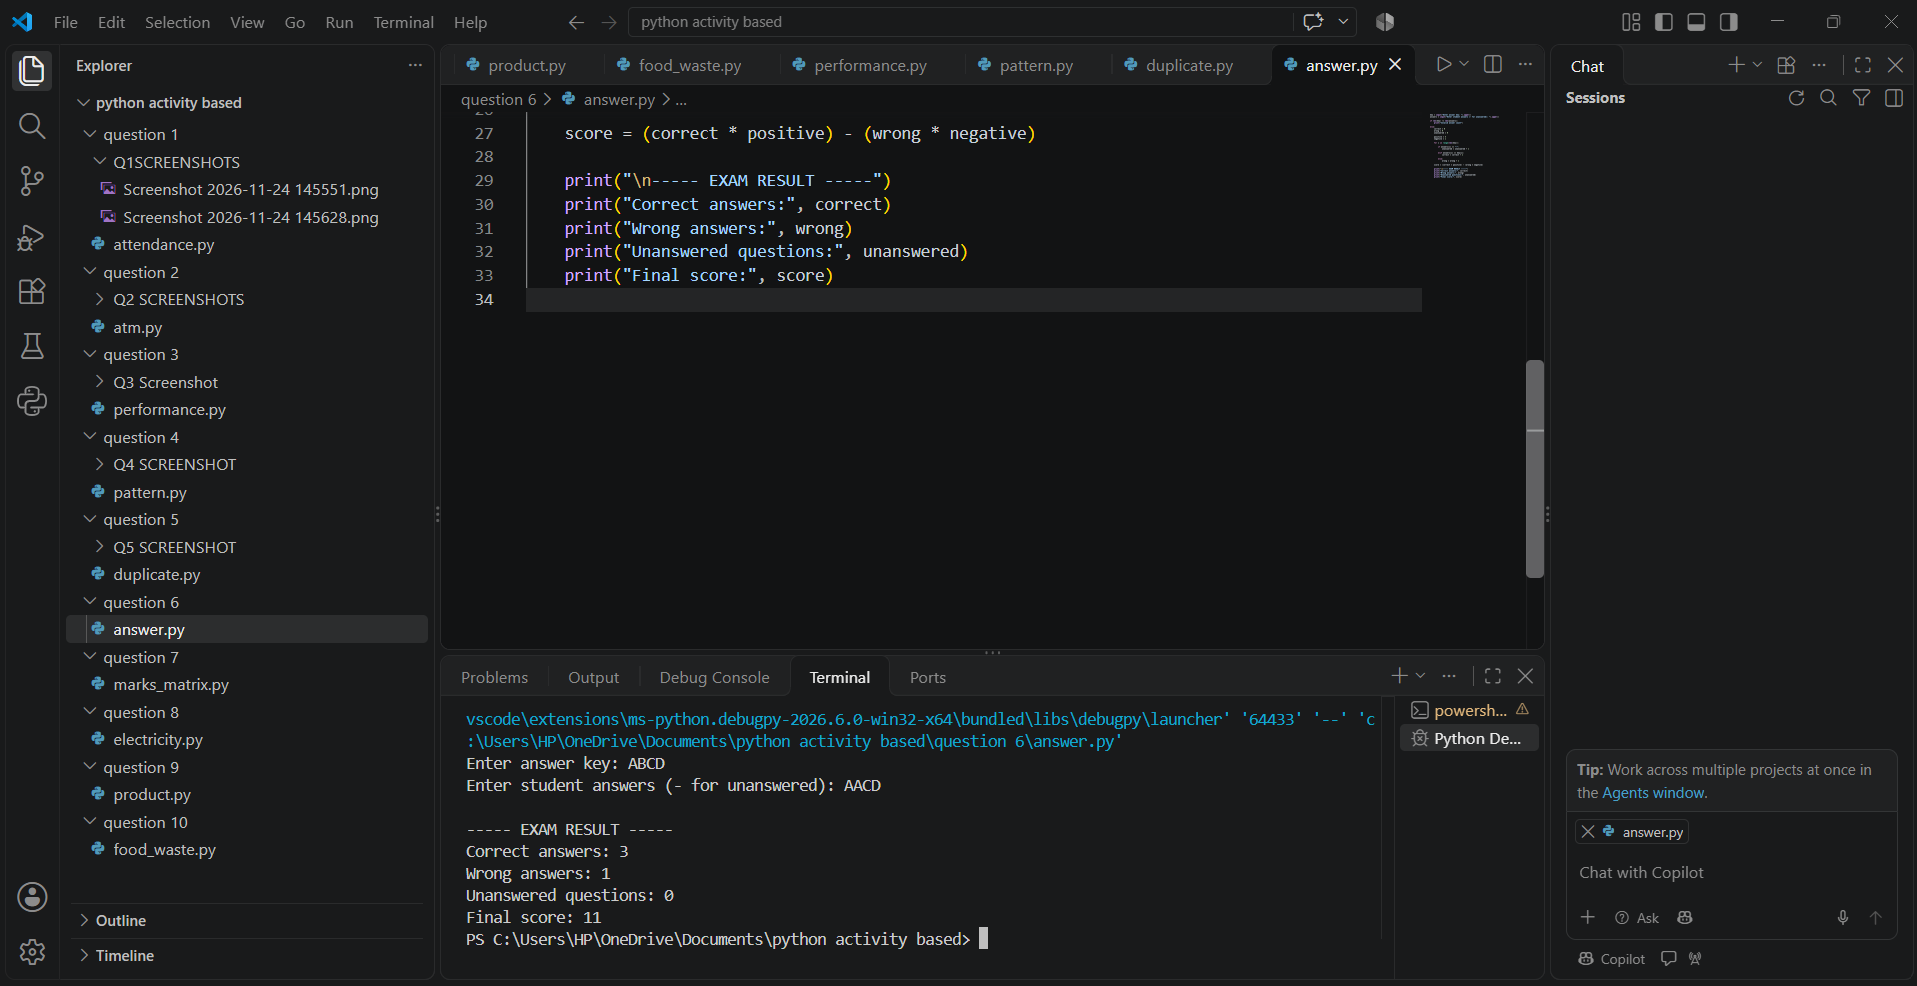 File Edit Selection View Go Run Terminal Help
python activity based
Explorer
python activity based
question 1
Q1SCREENSHOTS
Screenshot 2026-11-24 145551.png
Screenshot 2026-11-24 145628.png
attendance.py
question 2
Q2 SCREENSHOTS
atm.py
question 3
Q3 Screenshot
performance.py
question 4
Q4 SCREENSHOT
pattern.py
question 5
Q5 SCREENSHOT
duplicate.py
question 6
answer.py
question 7
marks_matrix.py
question 8
electricity.py
question 9
product.py
question 10
food_waste.py
Outline
Timeline
product.py food_waste.py performance.py pattern.py duplicate.py answer.py
question 6 > answer.py > ...
27 score = (correct * positive) - (wrong * negative)
28
29 print("\n----- EXAM RESULT -----")
30 print("Correct answers:", correct)
31 print("Wrong answers:", wrong)
32 print("Unanswered questions:", unanswered)
33 print("Final score:", score)
34
Problems Output Debug Console Terminal Ports
vscode\extensions\ms-python.debugpy-2026.6.0-win32-x64\bundled\libs\debugpy\launcher' '64433' '--' 'c
:\Users\HP\OneDrive\Documents\python activity based\question 6\answer.py'
Enter answer key: ABCD
Enter student answers (- for unanswered): AACD
----- EXAM RESULT -----
Correct answers: 3
Wrong answers: 1
Unanswered questions: 0
Final score: 11
PS C:\Users\HP\OneDrive\Documents\python activity based>
powersh...
Python De...
Chat
Sessions
Tip: Work across multiple projects at once in
the Agents window.
answer.py
Chat with Copilot
Ask
Copilot